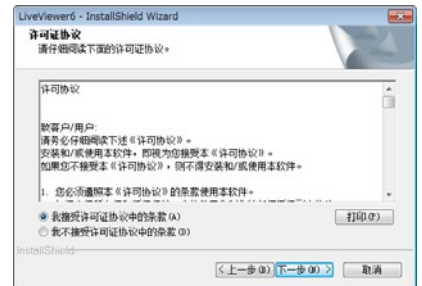 LiveViewer6 - InstallShield Wizard
许可证协议
请仔细阅读下面的许可证协议。
许可协议
致客户/用户:
请务必仔细阅读下述《许可协议》。
安装和/或使用本软件，即视为您接受本《许可协议》。
如果您不接受本《许可协议》，则不得安装和/或使用本软件。
1. 您必须遵照本《许可协议》的条款使用本软件。
我接受许可证协议中的条款(A)
打印(P)
我不接受许可证协议中的条款(D)
InstallShield
<上一步(B)
下一步(N)>
取消